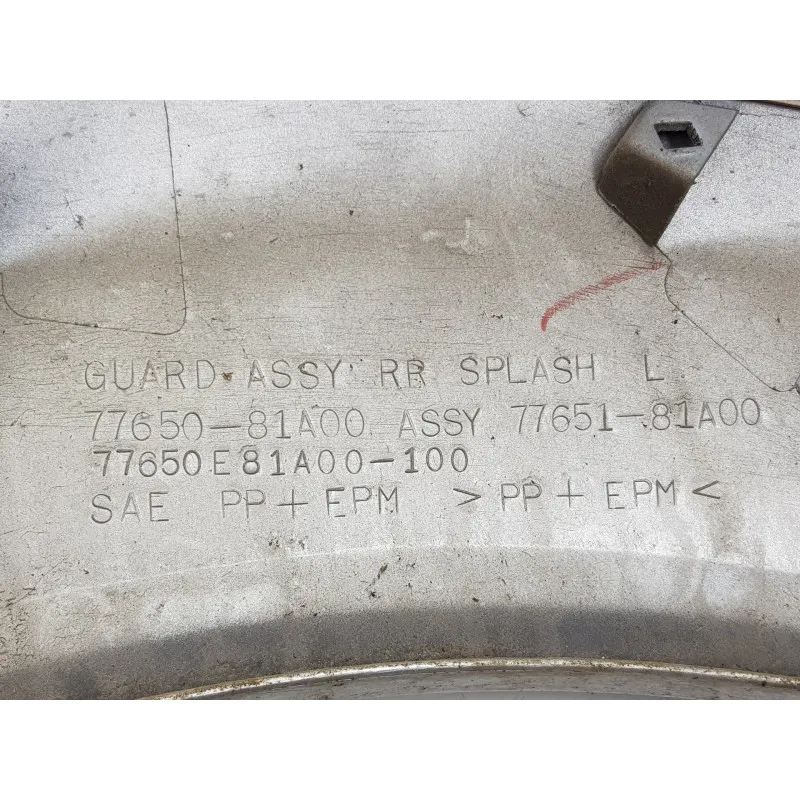 GUARD ASSY RR SPLASH L
77650-81A00 ASSY 77651-81A00
77650E81A00-100
SAE PP+EPM >PP+EPM<